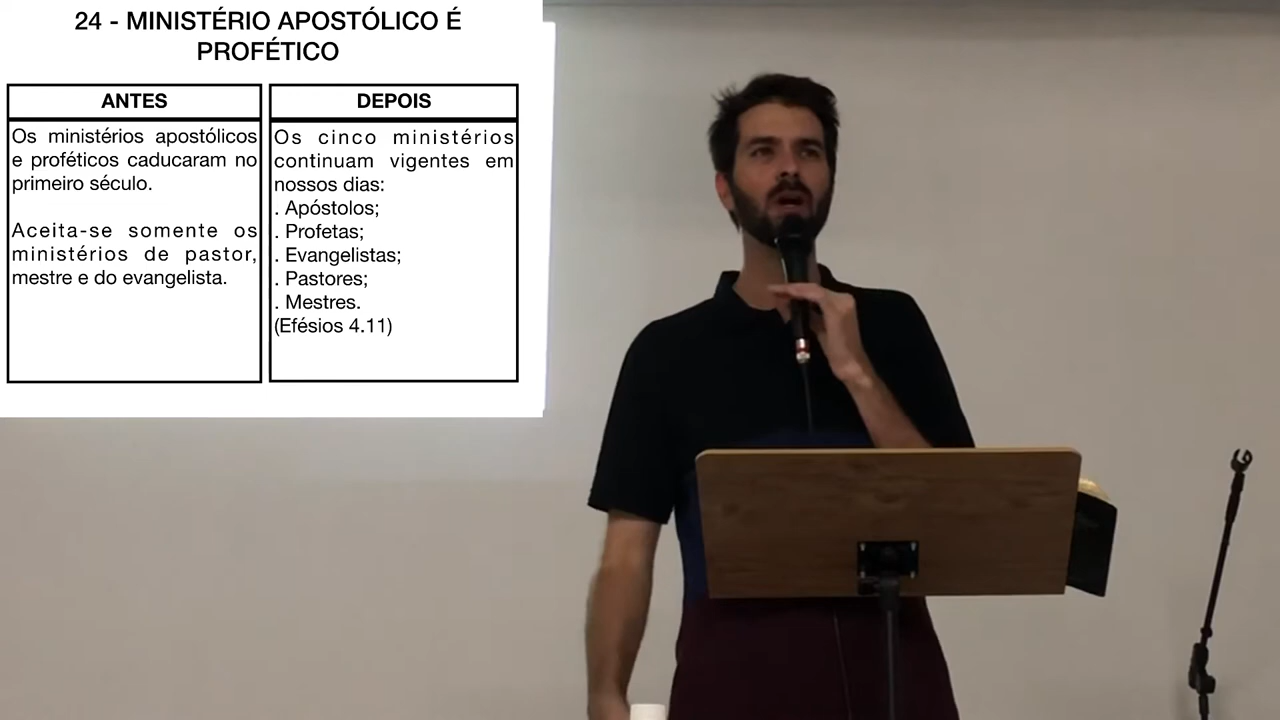 24 - MINISTÉRIO APOSTÓLICO É
PROFÉTICO
ANTES
Os ministérios apostólicos
e proféticos caducaram no
primeiro século.
Aceita-se somente os
ministérios de pastor,
mestre e do evangelista.
DEPOIS
Os cinco ministérios
continuam vigentes em
nossos dias:
. Apóstolos;
. Profetas;
. Evangelistas;
. Pastores;
. Mestres.
(Efésios 4.11)